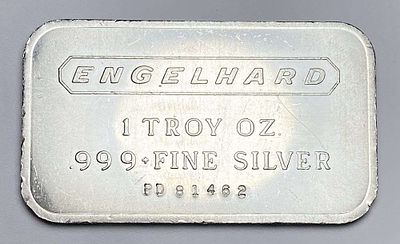 ENGELHARD
1 TROY OZ.
.999+FINE SILVER
PD 81462